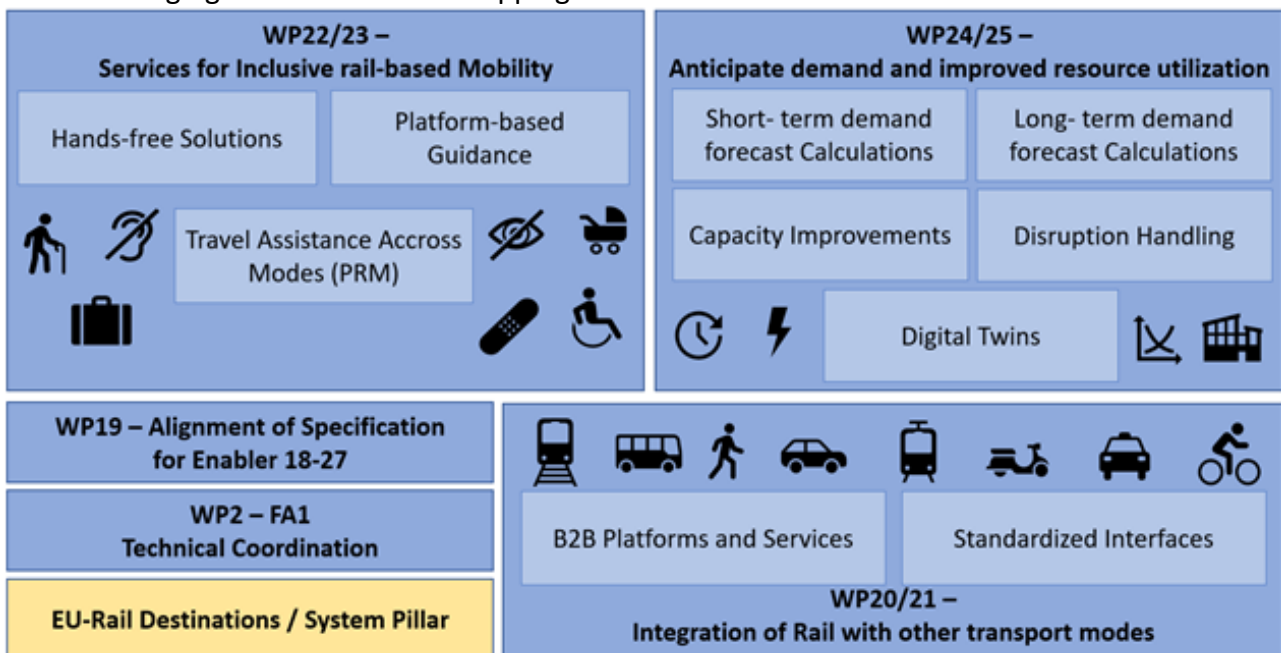 WP22/23 –
Services for Inclusive rail-based Mobility
Hands-free Solutions
Platform-based
Guidance
Travel Assistance Accross
Modes (PRM)
WP24/25 –
Anticipate demand and improved resource utilization
Short- term demand
forecast Calculations
Long- term demand
forecast Calculations
Capacity Improvements
Disruption Handling
Digital Twins
WP19 – Alignment of Specification
for Enabler 18-27
WP2 – FA1
Technical Coordination
EU-Rail Destinations / System Pillar
B2B Platforms and Services
Standardized Interfaces
WP20/21 –
Integration of Rail with other transport modes